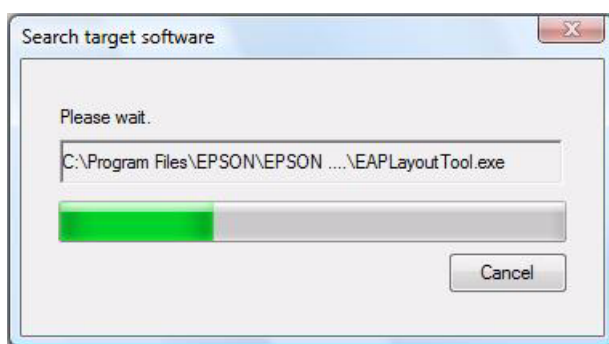 Search target software
Please wait.
C:\Program Files\EPSON\EPSON ....\EAPLayoutTool.exe
Cancel